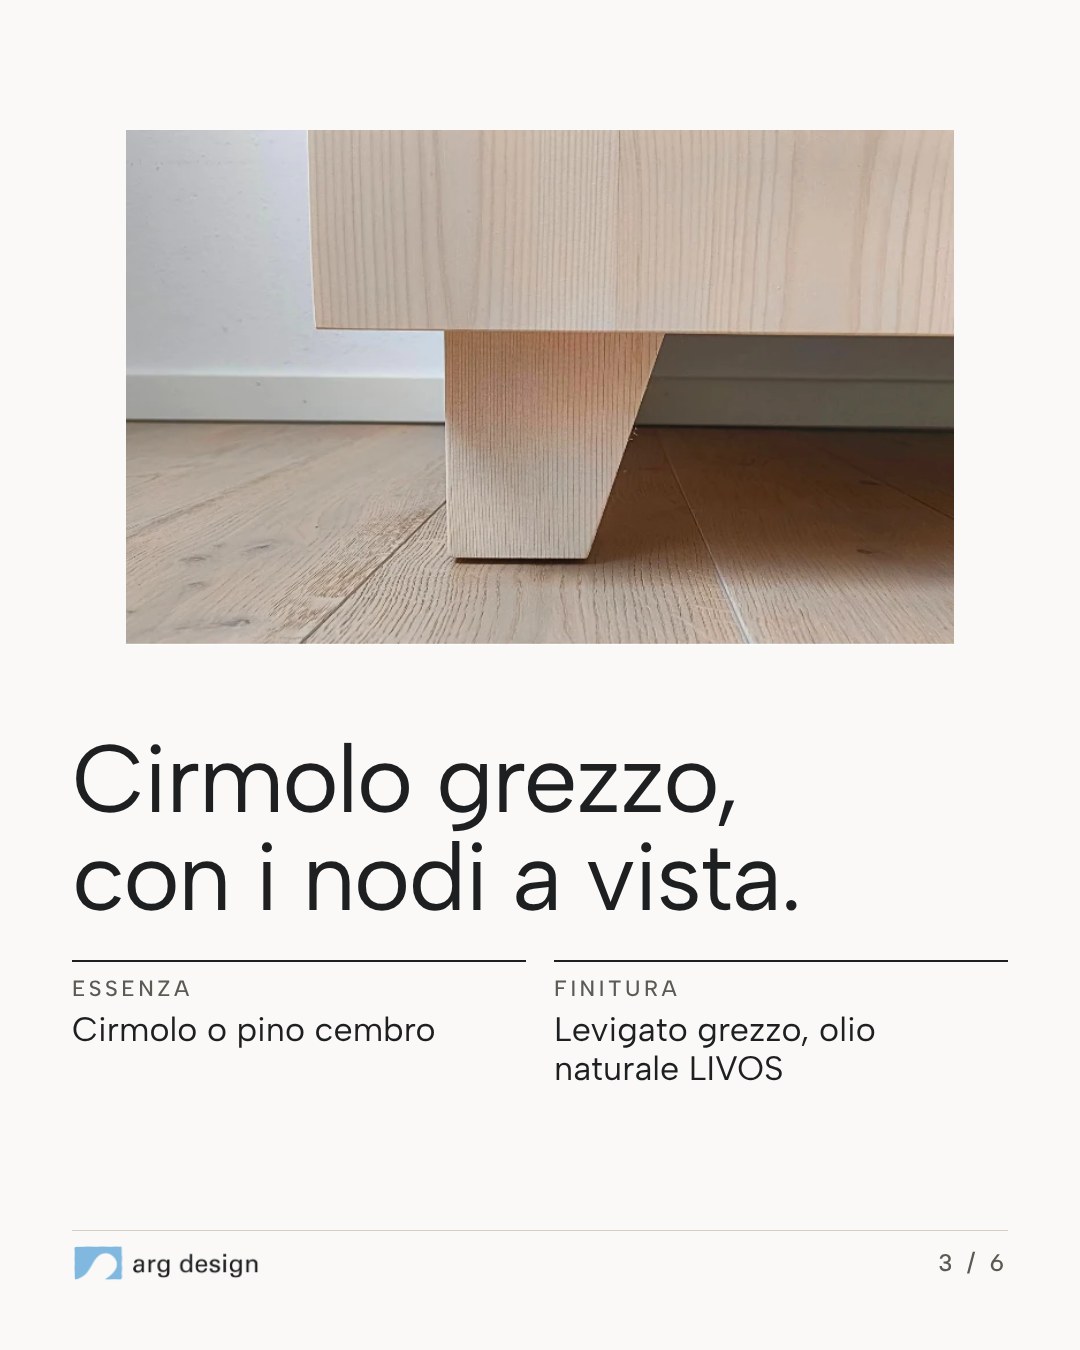 Cirmolo grezzo,
con i nodi a vista.
ESSENZA
Cirmolo o pino cembro
FINITURA
Levigato grezzo, olio
naturale LIVOS
arg design
3 / 6